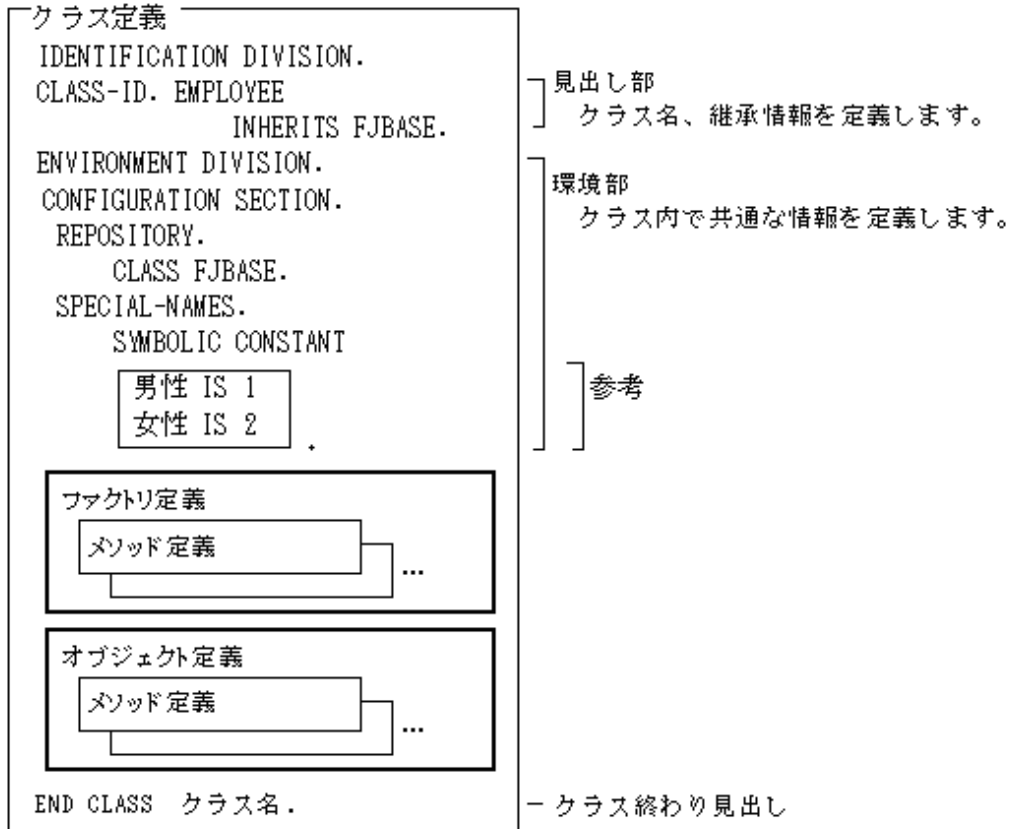 クラス定義
IDENTIFICATION DIVISION.
CLASS-ID. EMPLOYEE
INHERITS FJBASE.
見出し部
クラス名、継承情報を定義します。
ENVIRONMENT DIVISION.
CONFIGURATION SECTION.
REPOSITORY.
CLASS FJBASE.
SPECIAL-NAMES.
SYMBOLIC CONSTANT
男性 IS 1
女性 IS 2
.
環境部
クラス内で共通な情報を定義します。
参考
ファクトリ定義
メソッド定義
...
オブジェクト定義
メソッド定義
...
END CLASS クラス名.
クラス終わり見出し